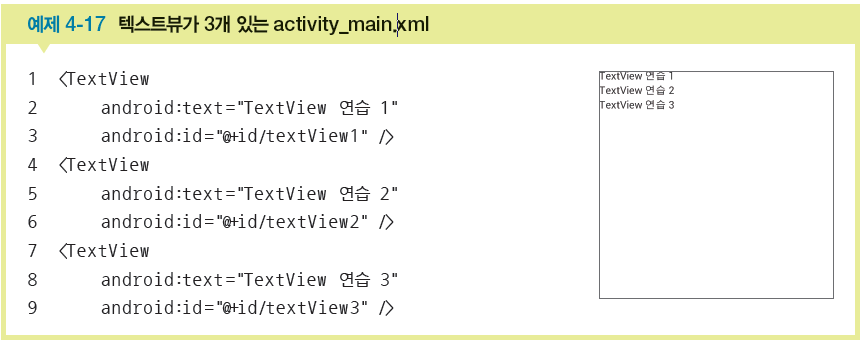 예제 4-17 텍스트뷰가 3개 있는 activity_main.xml
1 <TextView
2 android:text="TextView 연습 1"
3 android:id="@+id/textView1" />
4 <TextView
5 android:text="TextView 연습 2"
6 android:id="@+id/textView2" />
7 <TextView
8 android:text="TextView 연습 3"
9 android:id="@+id/textView3" />
TextView 연습 1
TextView 연습 2
TextView 연습 3